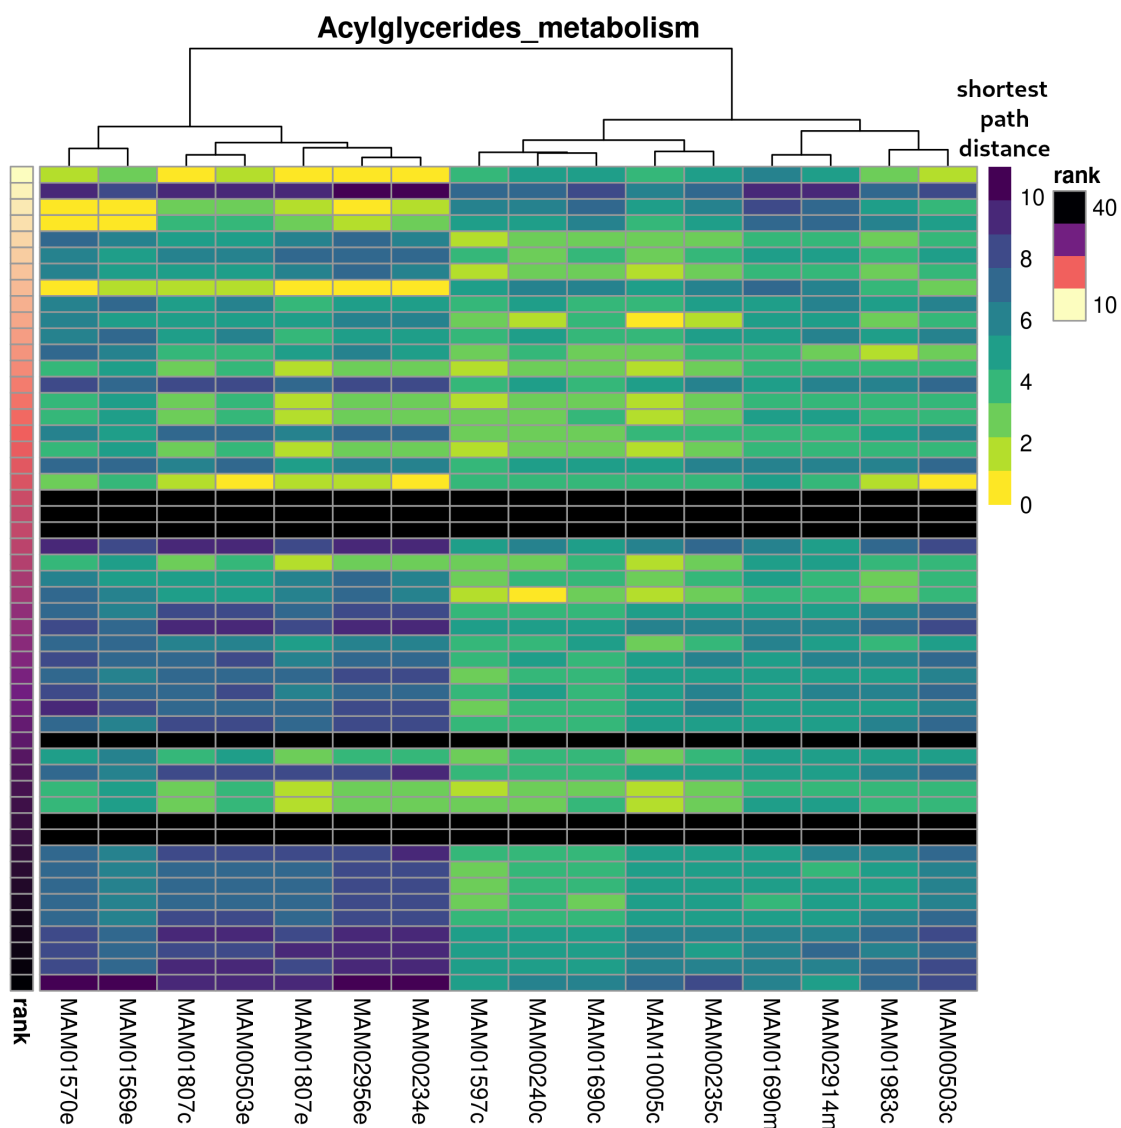 Acylglycerides_metabolism
shortest
path
distance
10
8
6
4
2
0
rank
40
10
rank
MAM01570e
MAM01569e
MAM01807c
MAM00503e
MAM01807e
MAM02956e
MAM00234e
MAM01597c
MAM00240c
MAM01690c
MAM10005c
MAM00235c
MAM01690m
MAM02914m
MAM01983c
MAM00503c